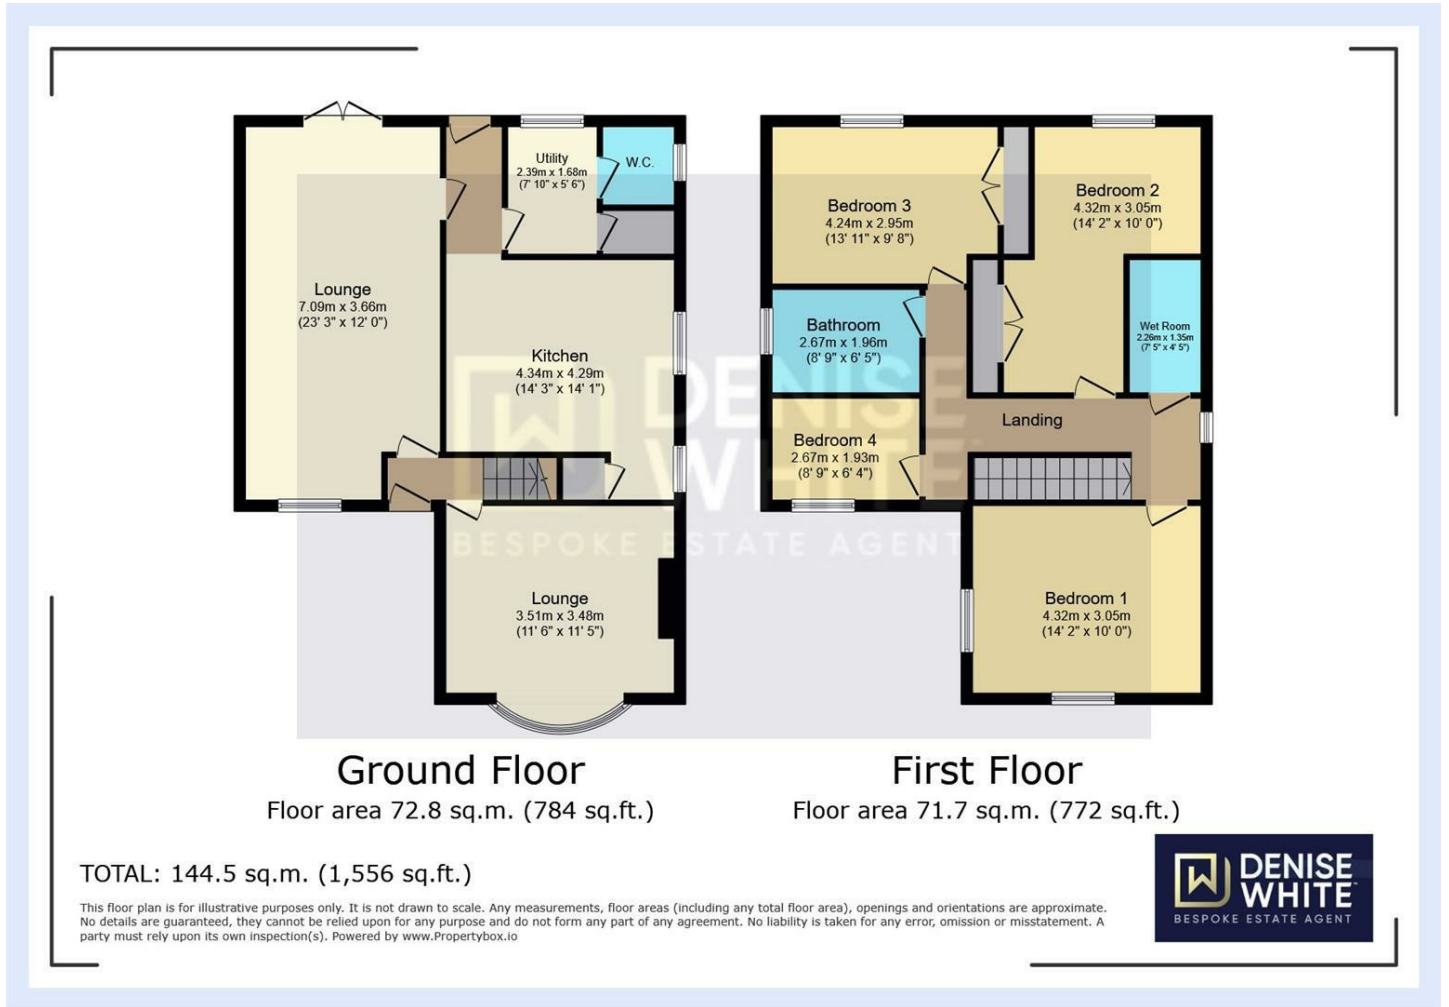 Utility
2.39m x 1.68m
(7' 10" x 5' 6")
W.C.
Lounge
7.09m x 3.66m
(23' 3" x 12' 0")
Kitchen
4.34m x 4.29m
(14' 3" x 14' 1")
Lounge
3.51m x 3.48m
(11' 6" x 11' 5")
Bedroom 3
4.24m x 2.95m
(13' 11" x 9' 8")
Bedroom 2
4.32m x 3.05m
(14' 2" x 10' 0")
Bathroom
2.67m x 1.96m
(8' 9" x 6' 5")
Wet Room
2.26m x 1.35m
(7' 5" x 4' 5")
Bedroom 4
2.67m x 1.93m
(8' 9" x 6' 4")
Landing
Bedroom 1
4.32m x 3.05m
(14' 2" x 10' 0")
DENISE
WHITE
BESPOKE ESTATE AGENT
Ground Floor
Floor area 72.8 sq.m. (784 sq.ft.)
First Floor
Floor area 71.7 sq.m. (772 sq.ft.)
TOTAL: 144.5 sq.m. (1,556 sq.ft.)
This floor plan is for illustrative purposes only. It is not drawn to scale. Any measurements, floor areas (including any total floor area), openings and orientations are approximate.
No details are guaranteed, they cannot be relied upon for any purpose and do not form any part of any agreement. No liability is taken for any error, omission or misstatement. A
party must rely upon its own inspection(s). Powered by www.Propertybox.io
DENISE
WHITE
BESPOKE ESTATE AGENT